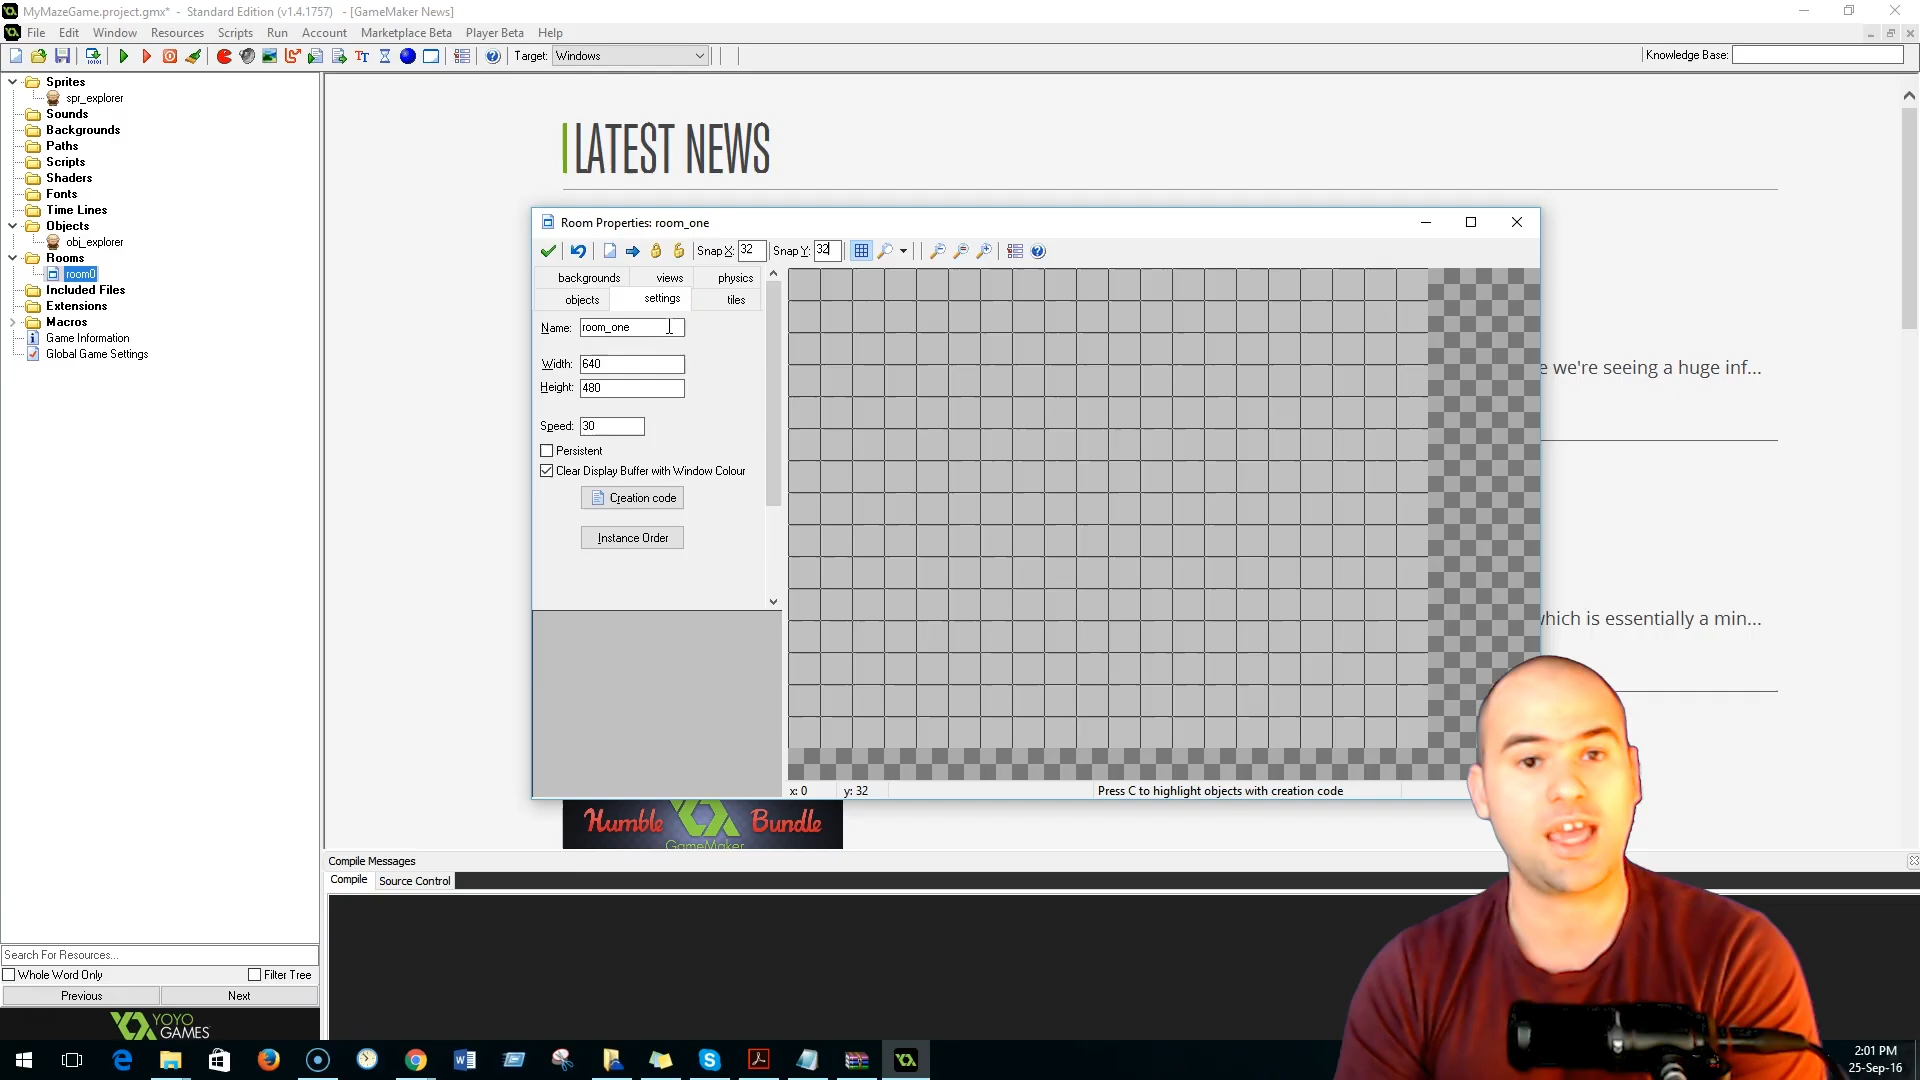 MyMazeGame.project.gmx* - Standard Edition (v1.4.1757) - [GameMaker News]
File Edit Window Resources Scripts Run Account Marketplace Beta Player Beta Help
Target: Windows
Knowledge Base:
Sprites
spr_explorer
Sounds
Backgrounds
Paths
Scripts
Shaders
Fonts
Time Lines
Objects
obj_explorer
Rooms
room0
Included Files
Extensions
Macros
Game Information
Global Game Settings
LATEST NEWS
Room Properties: room_one
Snap X: 32 Snap Y: 32
backgrounds views physics
objects settings tiles
Name: room_one
Width: 640
Height: 480
Speed: 30
Persistent
Clear Display Buffer with Window Colour
Creation code
Instance Order
x: 0 y: 32 Press C to highlight objects with creation code
e we're seeing a huge inf...
which is essentially a min...
Humble Bundle
GameMaker
Compile Messages
Compile Source Control
Search For Resources...
Whole Word Only Filter Tree
Previous Next
YOYO
GAMES
2:01 PM
25-Sep-16